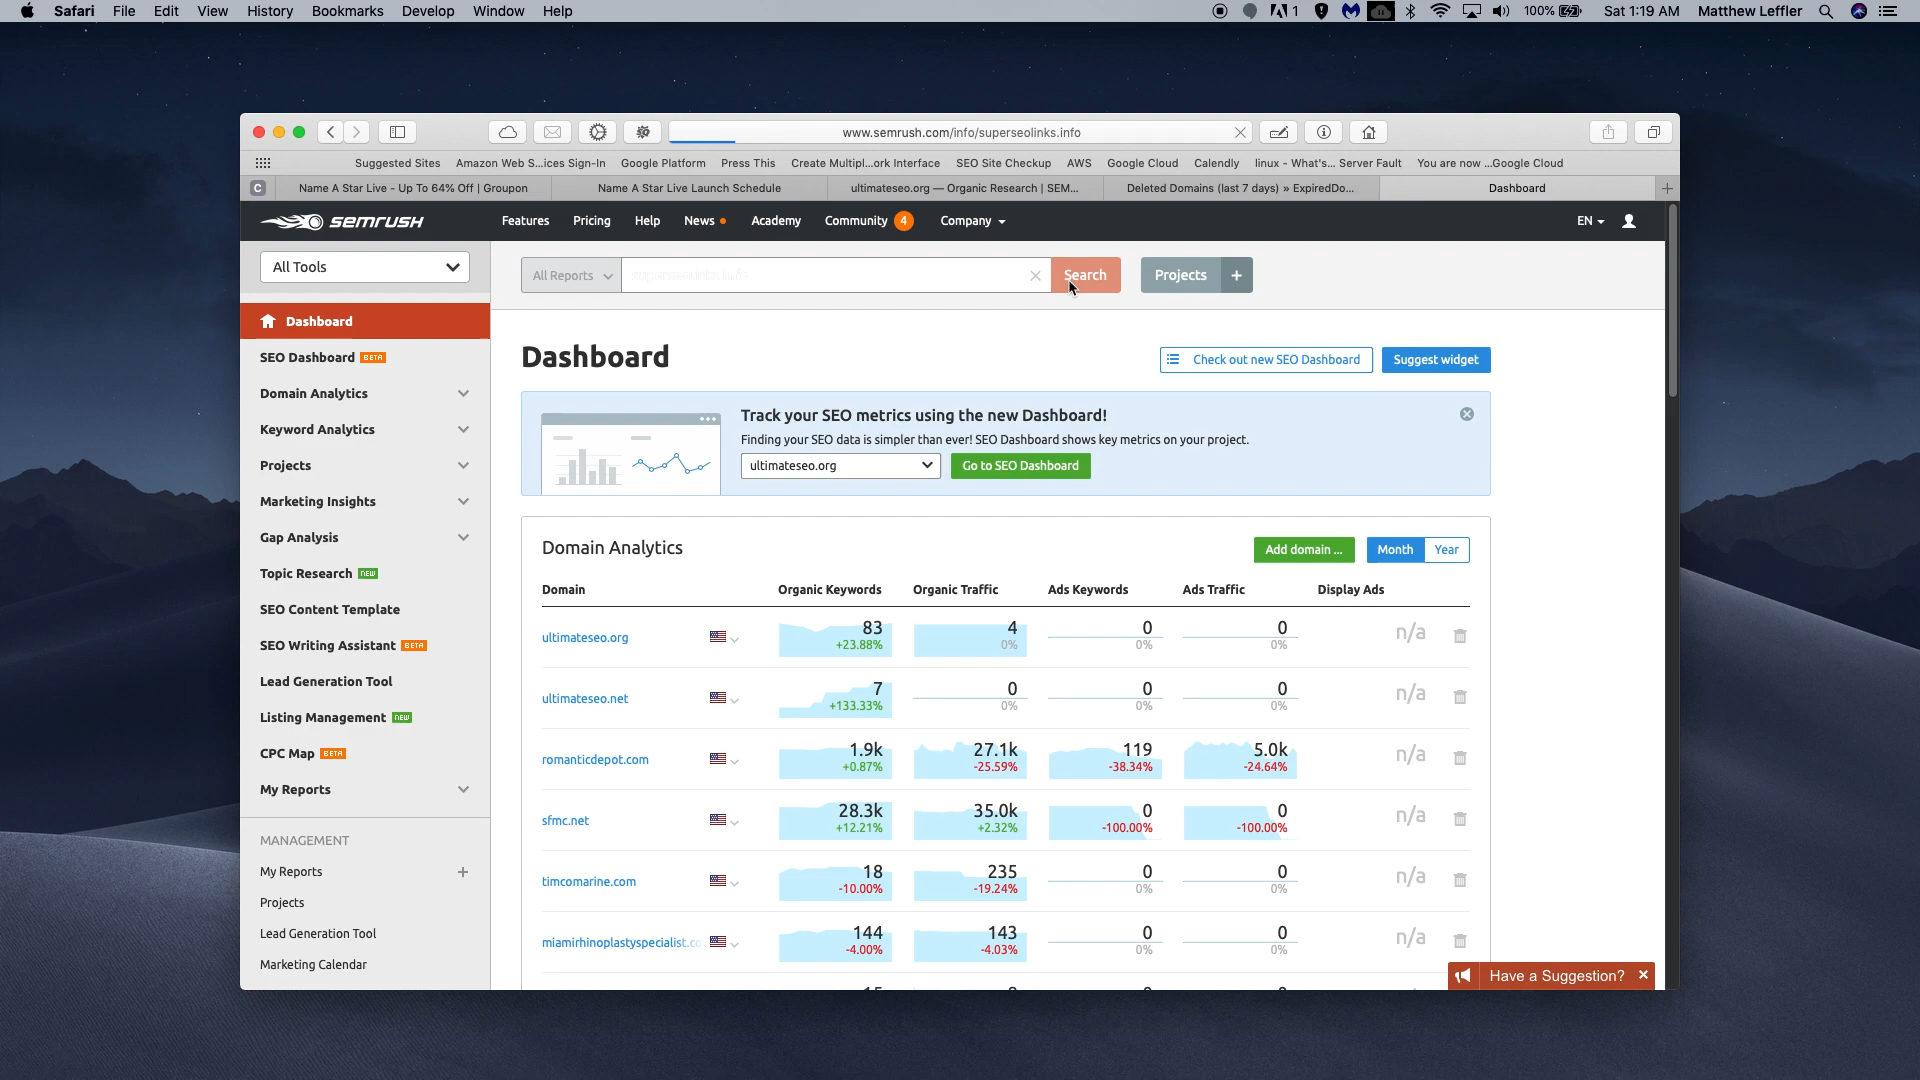 Safari File Edit View History Bookmarks Develop Window Help
1 100% Sat 1:19 AM Matthew Leffler
www.semrush.com/info/superseolinks.info
Suggested Sites Amazon Web S...ices Sign-In Google Platform Press This Create Multipl...ork Interface SEO Site Checkup AWS Google Cloud Calendly linux - What's... Server Fault You are now ...Google Cloud
C Name A Star Live - Up To 64% Off | Groupon Name A Star Live Launch Schedule ultimateseo.org — Organic Research | SEM... Deleted Domains (last 7 days) » ExpiredDo... Dashboard
SEMRUSH Features Pricing Help News Academy Community 4 Company EN
All Tools
All Reports superseolinks.info Search Projects +
Dashboard
SEO Dashboard BETA
Domain Analytics
Keyword Analytics
Projects
Marketing Insights
Gap Analysis
Topic Research NEW
SEO Content Template
SEO Writing Assistant BETA
Lead Generation Tool
Listing Management NEW
CPC Map BETA
My Reports
MANAGEMENT
My Reports +
Projects
Lead Generation Tool
Marketing Calendar
Dashboard
Check out new SEO Dashboard Suggest widget
Track your SEO metrics using the new Dashboard!
Finding your SEO data is simpler than ever! SEO Dashboard shows key metrics on your project.
ultimateseo.org Go to SEO Dashboard
Domain Analytics Add domain ... Month Year
Domain Organic Keywords Organic Traffic Ads Keywords Ads Traffic Display Ads
ultimateseo.org 83 4 0 0 n/a
+23.88% 0% 0% 0%
ultimateseo.net 7 0 0 0 n/a
+133.33% 0% 0% 0%
romanticdepot.com 1.9k 27.1k 119 5.0k n/a
+0.87% -25.59% -38.34% -24.64%
sfmc.net 28.3k 35.0k 0 0 n/a
+12.21% +2.32% -100.00% -100.00%
timcomarine.com 18 235 0 0 n/a
-10.00% -19.24% 0% 0%
miamirhinoplastyspecialist.co 144 143 0 0 n/a
-4.00% -4.03% 0% 0%
Have a Suggestion?